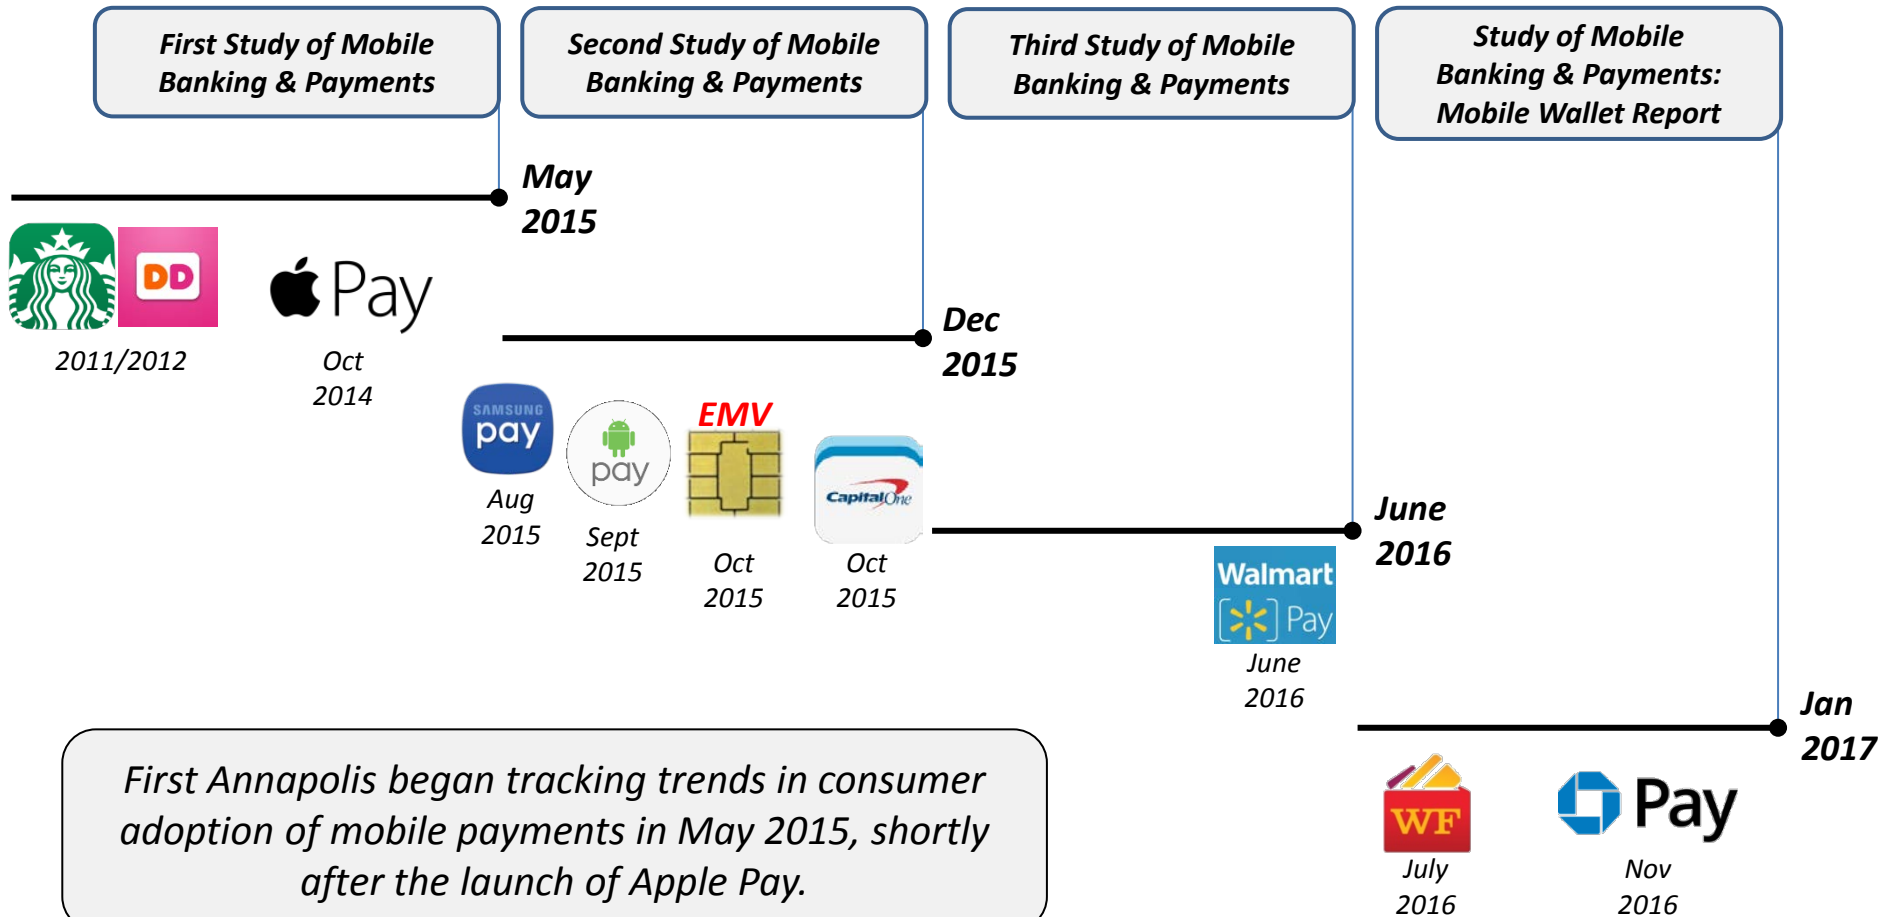 First Study of Mobile
Banking & Payments
Second Study of Mobile
Banking & Payments
Third Study of Mobile
Banking & Payments
Study of Mobile
Banking & Payments:
Mobile Wallet Report
May
2015
DD
Pay
2011/2012
Oct
2014
Dec
2015
SAMSUNG
pay
Aug
2015
pay
Sept
2015
EMV
Oct
2015
CapitalOne
Oct
2015
June
2016
Walmart
Pay
June
2016
Jan
2017
WF
July
2016
Pay
Nov
2016
First Annapolis began tracking trends in consumer
adoption of mobile payments in May 2015, shortly
after the launch of Apple Pay.